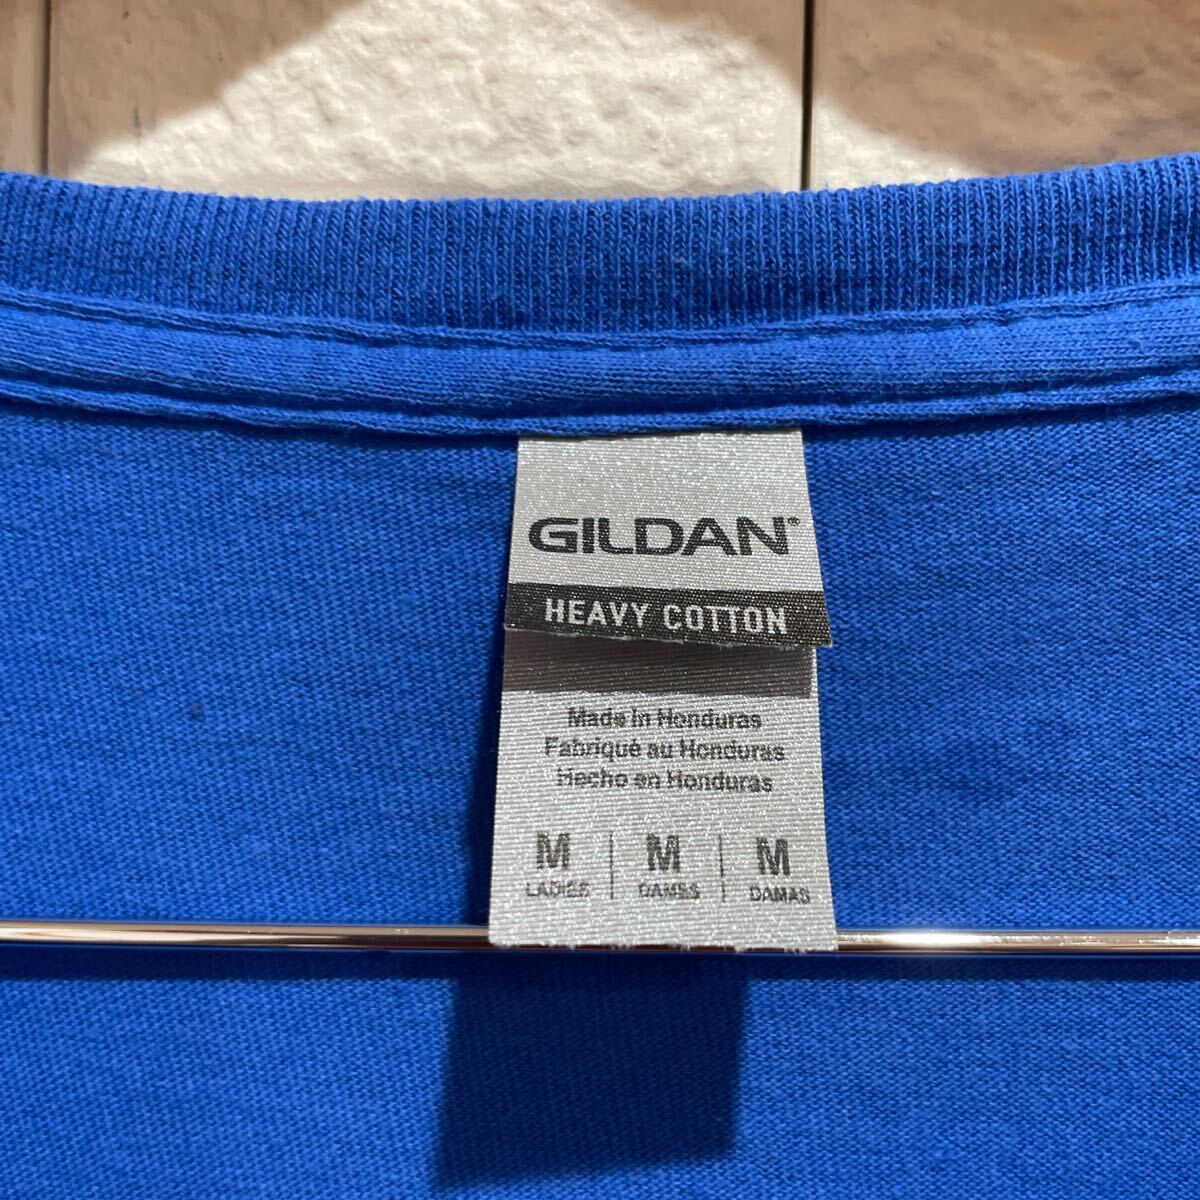 GILDAN®
HEAVY COTTON
Made in Honduras
Fabriqué au Honduras
Hecho en Honduras
M | M | M
LADIES DAMES DAMAS